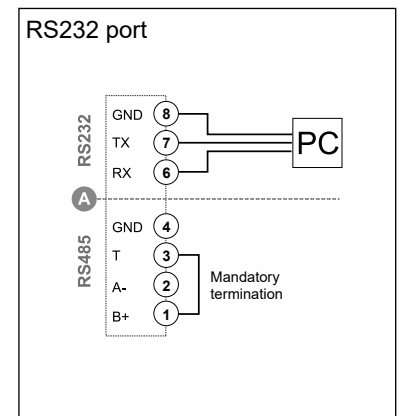 RS232 port
RS232
GND 8
TX 7
RX 6
PC
A
RS485
GND 4
T 3
A- 2
B+ 1
Mandatory
termination